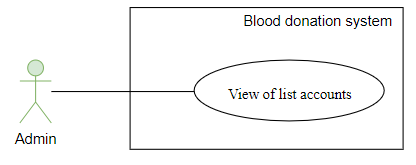 Blood donation system
View of list accounts
Admin